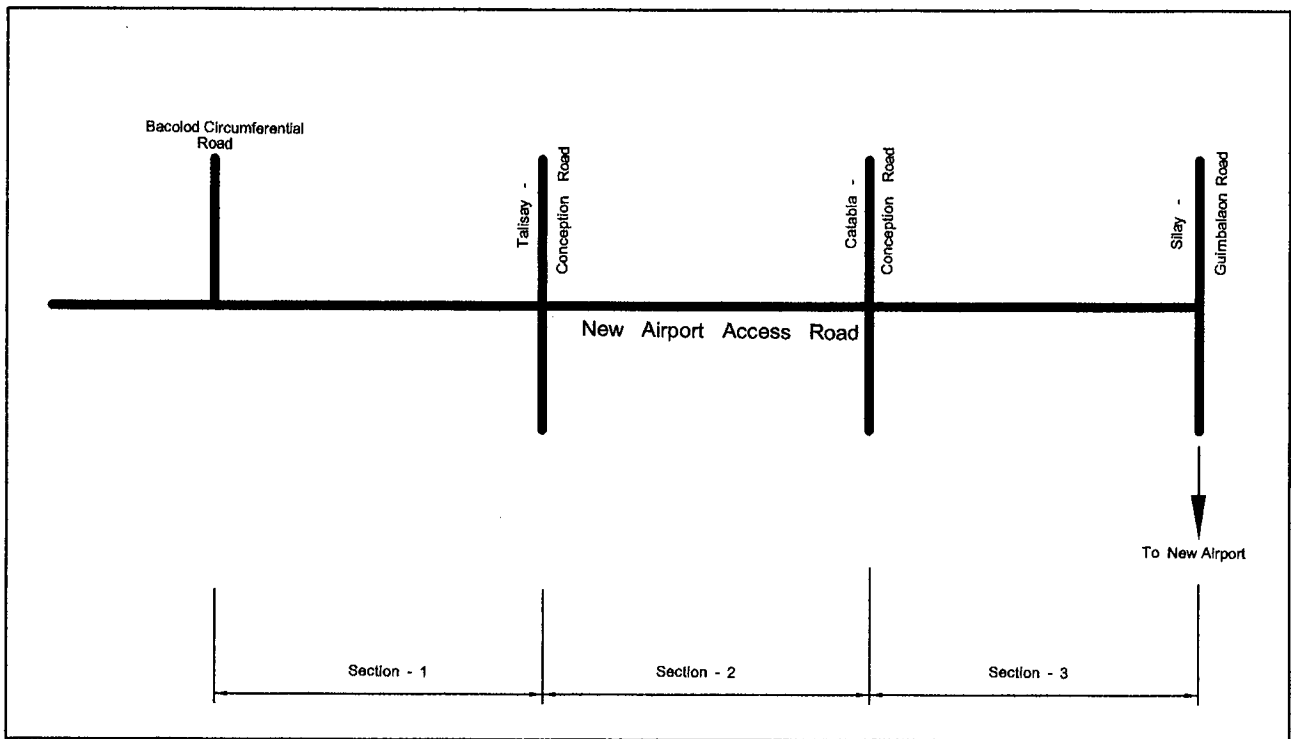 Bacolod Circumferential
Road
Talisay -
Conception Road
Catabla -
Conception Road
Silay -
Guimbalaon Road
New Airport Access Road
To New Airport
Section - 1
Section - 2
Section - 3